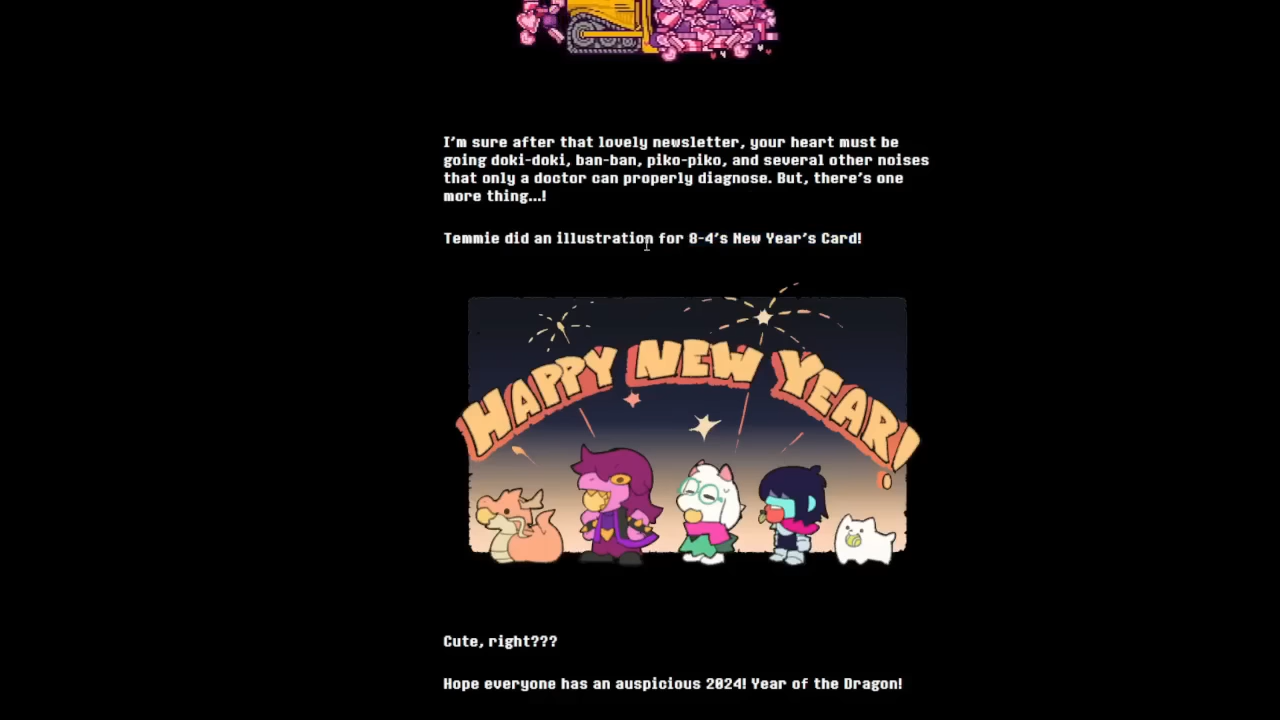 I'm sure after that lovely newsletter, your heart must be
going doki-doki, ban-ban, piko-piko, and several other noises
that only a doctor can properly diagnose. But, there's one
more thing...!
Temmie did an illustration for 8-4's New Year's Card!
HAPPY NEW YEAR!
Cute, right???
Hope everyone has an auspicious 2024! Year of the Dragon!